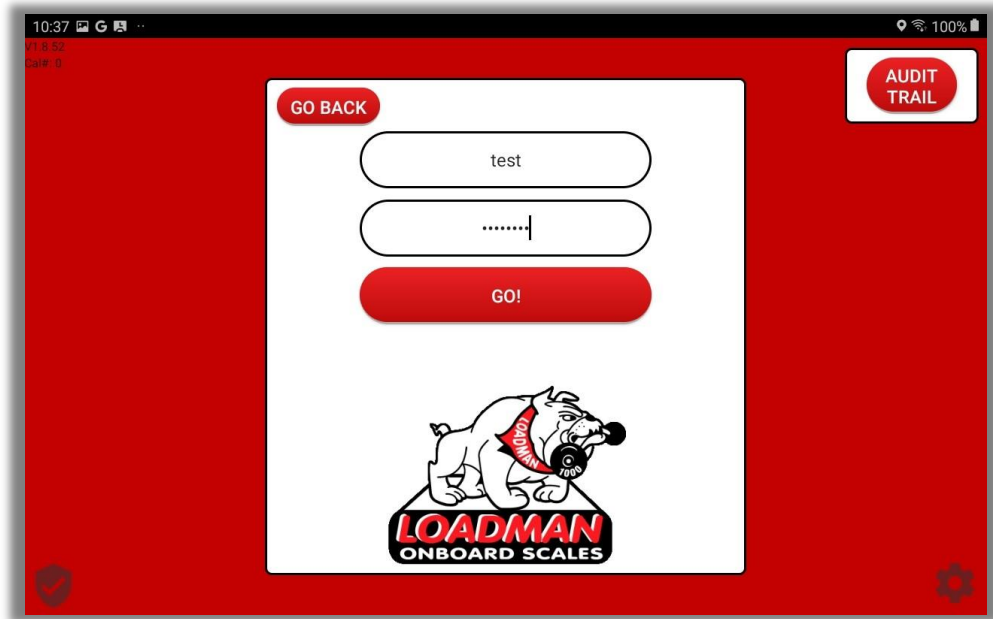 10:37
100%
V1.8.52
Cal#: 0
AUDIT
TRAIL
GO BACK
test
••••••••
GO!
LOADMAN
1000
LOADMAN
ONBOARD SCALES